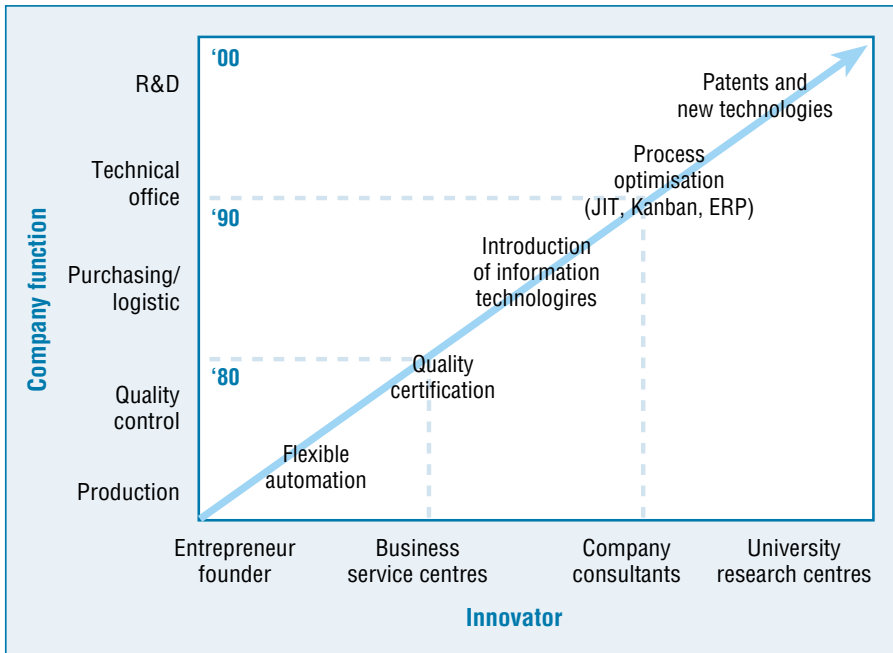 ‘00
R&D
Patents and
new technologies
Technical
office
Process
optimisation
(JIT, Kanban, ERP)
‘90
Introduction
of information
technologires
Purchasing/
logistic
Company function
‘80
Quality
certification
Quality
control
Flexible
automation
Production
Entrepreneur
founder
Business
service centres
Company
consultants
University
research centres
Innovator